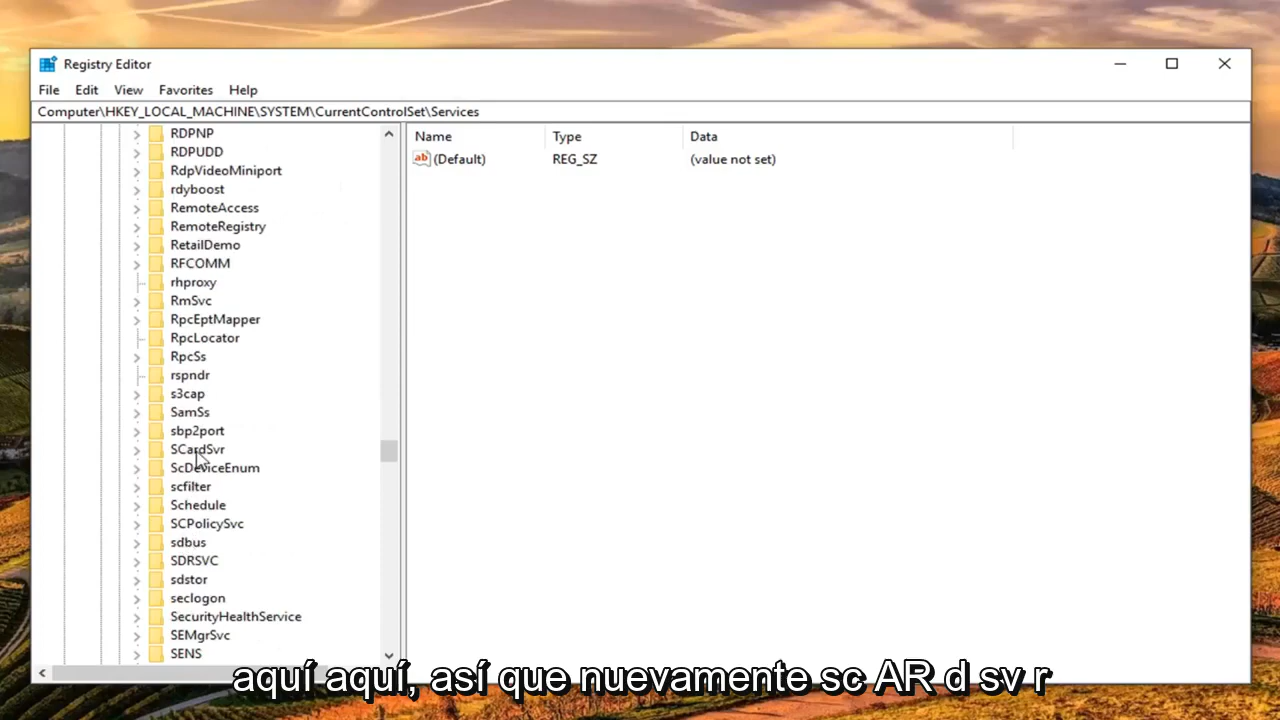 Registry Editor
File Edit View Favorites Help
Computer\HKEY_LOCAL_MACHINE\SYSTEM\CurrentControlSet\Services
Name Type Data
ab (Default) REG_SZ (value not set)
RDPNP
RDPUDD
RdpVideoMiniport
rdyboost
RemoteAccess
RemoteRegistry
RetailDemo
RFCOMM
rhproxy
RmSvc
RpcEptMapper
RpcLocator
RpcSs
rspndr
s3cap
SamSs
sbp2port
SCardSvr
ScDeviceEnum
scfilter
Schedule
SCPolicySvc
sdbus
SDRSVC
sdstor
seclogon
SecurityHealthService
SEMgrSvc
SENS
aquí aquí, así que nuevamente sc AR d sv r